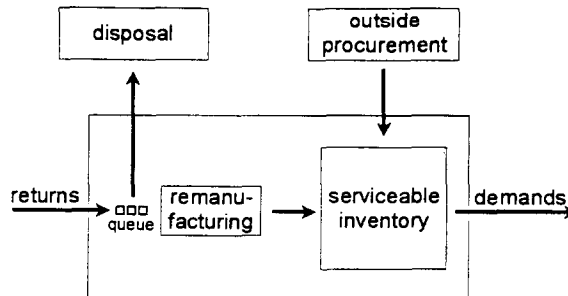 disposal
outside
procurement
returns
queue
remanu-
facturing
serviceable
inventory
demands